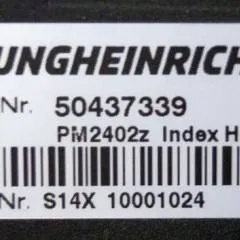 UNGHEINRICH
Nr. 50437339
PM2402z Index H
Nr. S14X 10001024